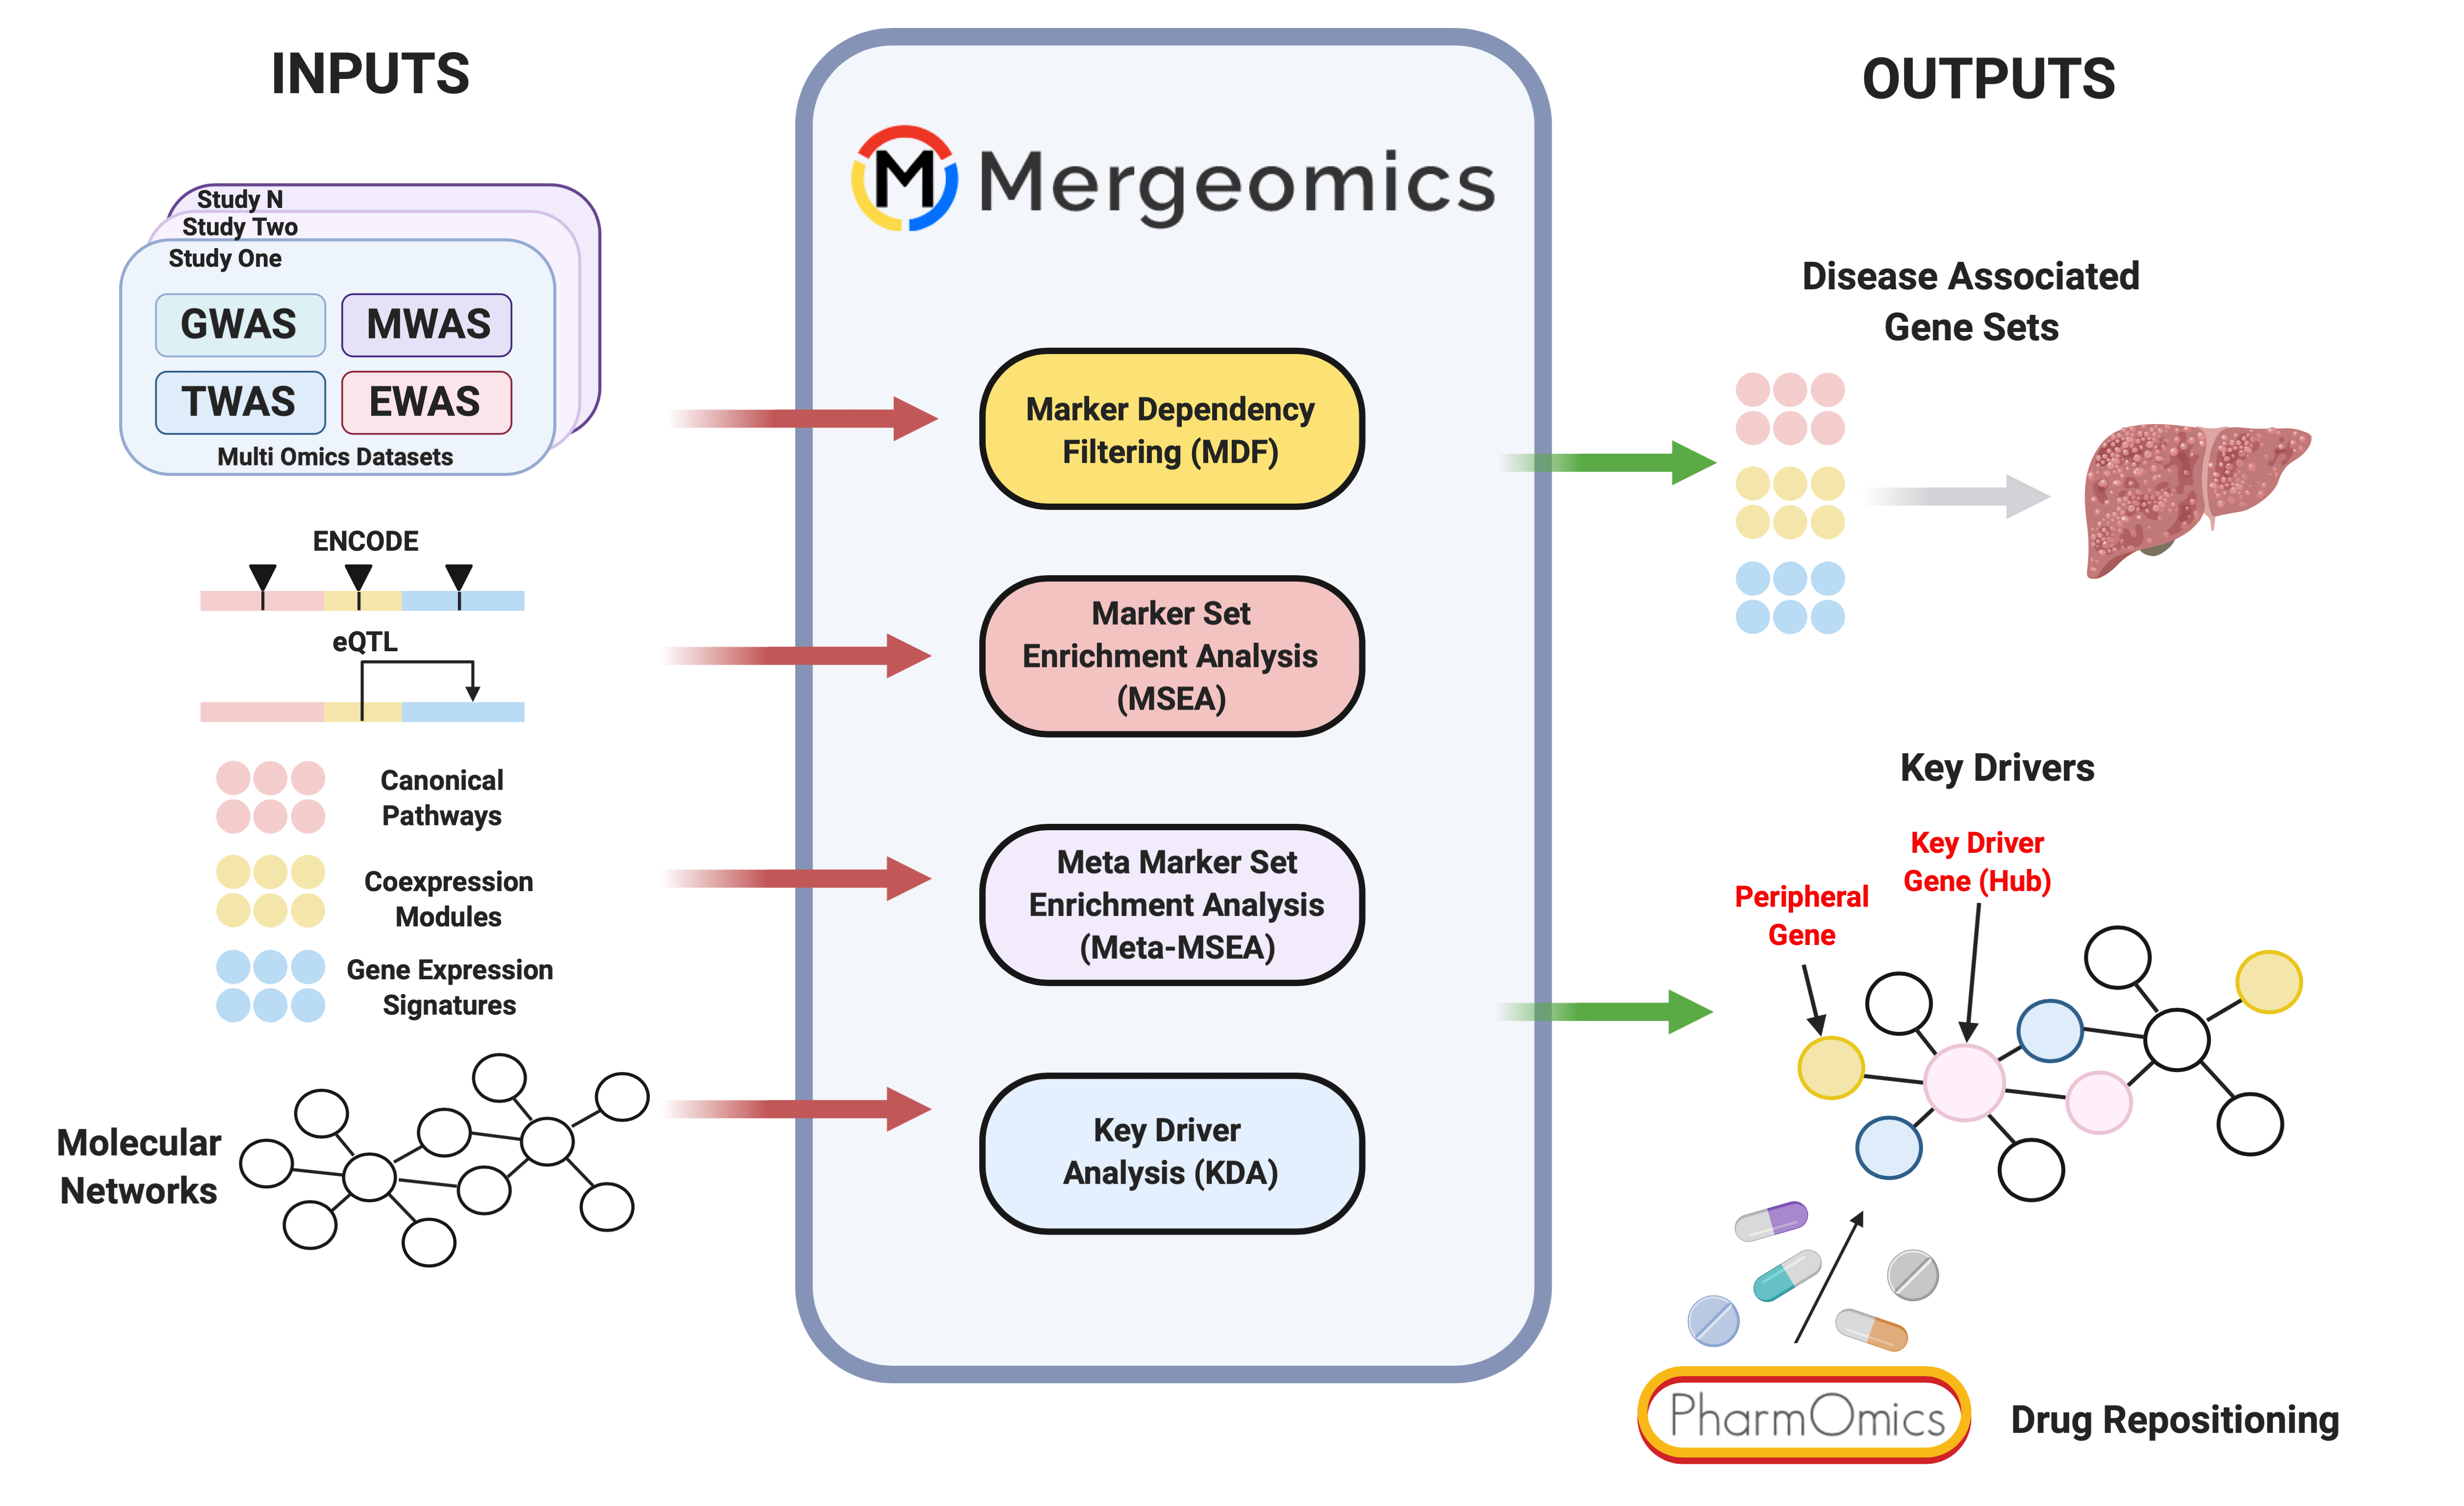 INPUTS
Study N
Study Two
Study One
GWAS
MWAS
TWAS
EWAS
Multi Omics Datasets
ENCODE
eQTL
Canonical
Pathways
Coexpression
Modules
Gene Expression
Signatures
Molecular
Networks
M
Mergeomics
Marker Dependency
Filtering (MDF)
Marker Set
Enrichment Analysis
(MSEA)
Meta Marker Set
Enrichment Analysis
(Meta-MSEA)
Key Driver
Analysis (KDA)
OUTPUTS
Disease Associated
Gene Sets
Key Drivers
Key Driver
Gene (Hub)
Peripheral
Gene
PharmOmics
Drug Repositioning